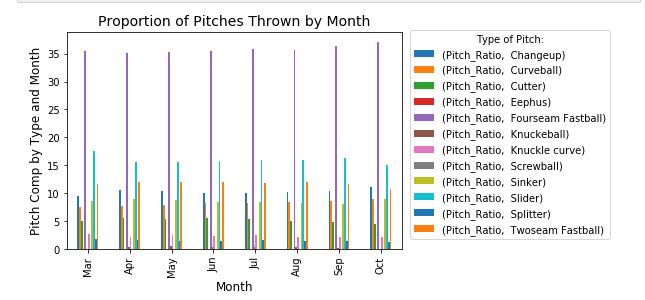 Proportion of Pitches Thrown by Month
Pitch Comp by Type and Month
35
30
25
20
15
10
5
0
Mar
Apr
May
Jun
Jul
Aug
Sep
Oct
Month
Type of Pitch:
(Pitch_Ratio, Changeup)
(Pitch_Ratio, Curveball)
(Pitch_Ratio, Cutter)
(Pitch_Ratio, Eephus)
(Pitch_Ratio, Fourseam Fastball)
(Pitch_Ratio, Knuckeball)
(Pitch_Ratio, Knuckle curve)
(Pitch_Ratio, Screwball)
(Pitch_Ratio, Sinker)
(Pitch_Ratio, Slider)
(Pitch_Ratio, Splitter)
(Pitch_Ratio, Twoseam Fastball)